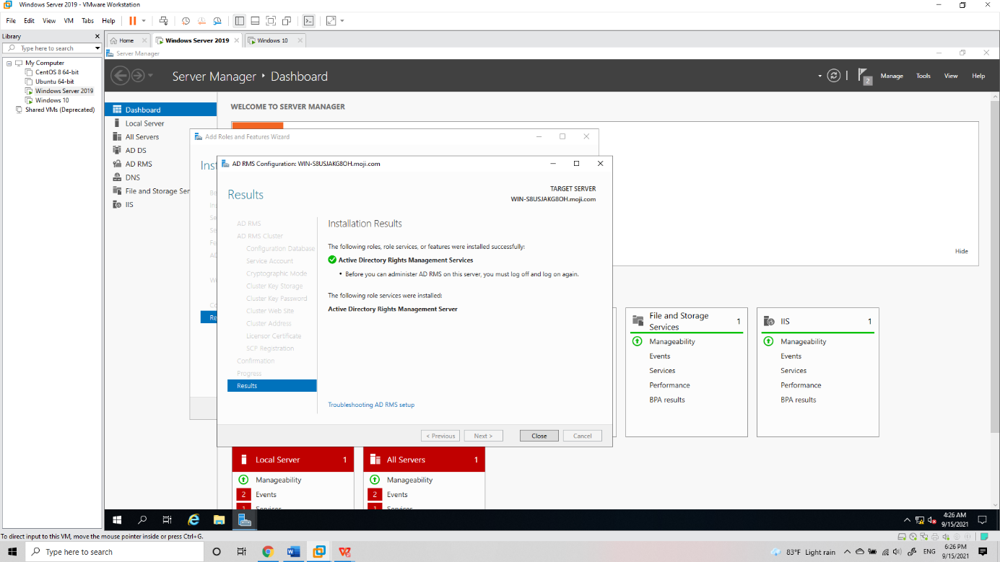 Windows Server 2019 - VMware Workstation
File Edit View VM Tabs Help
Library
Type here to search
My Computer
CentOS 8 64-bit
Ubuntu 64-bit
Windows Server 2019
Windows 10
Shared VMs (Deprecated)
Home Windows Server 2019 Windows 10
Server Manager
Server Manager Dashboard
2 Manage Tools View Help
Dashboard
Local Server
All Servers
AD DS
AD RMS
DNS
File and Storage Ser
IIS
WELCOME TO SERVER MANAGER
Hide
Add Roles and Features Wizard
Inst
Be
Ins
Se
Se
Fe
AD
We
Co
Re
AD RMS Configuration: WIN-S8USJAKG8OH.moji.com
Results
TARGET SERVER
WIN-S8USJAKG8OH.moji.com
AD RMS
AD RMS Cluster
Configuration Database
Service Account
Cryptographic Mode
Cluster Key Storage
Cluster Key Password
Cluster Web Site
Cluster Address
Licensor Certificate
SCP Registration
Confirmation
Progress
Results
Installation Results
The following roles, role services, or features were installed successfully:
Active Directory Rights Management Services
• Before you can administer AD RMS on this server, you must log off and log on again.
The following role services were installed:
Active Directory Rights Management Server
Troubleshooting AD RMS setup
< Previous Next > Close Cancel
File and Storage Services 1
Manageability
Events
Services
Performance
BPA results
IIS 1
Manageability
Events
Services
Performance
BPA results
Local Server 1
Manageability
2 Events
1 Services
All Servers 1
Manageability
2 Events
1 Services
4:26 AM
9/15/2021
To direct input to this VM, move the mouse pointer inside or press Ctrl+G.
Type here to search
83°F Light rain ENG
6:26 PM
9/15/2021